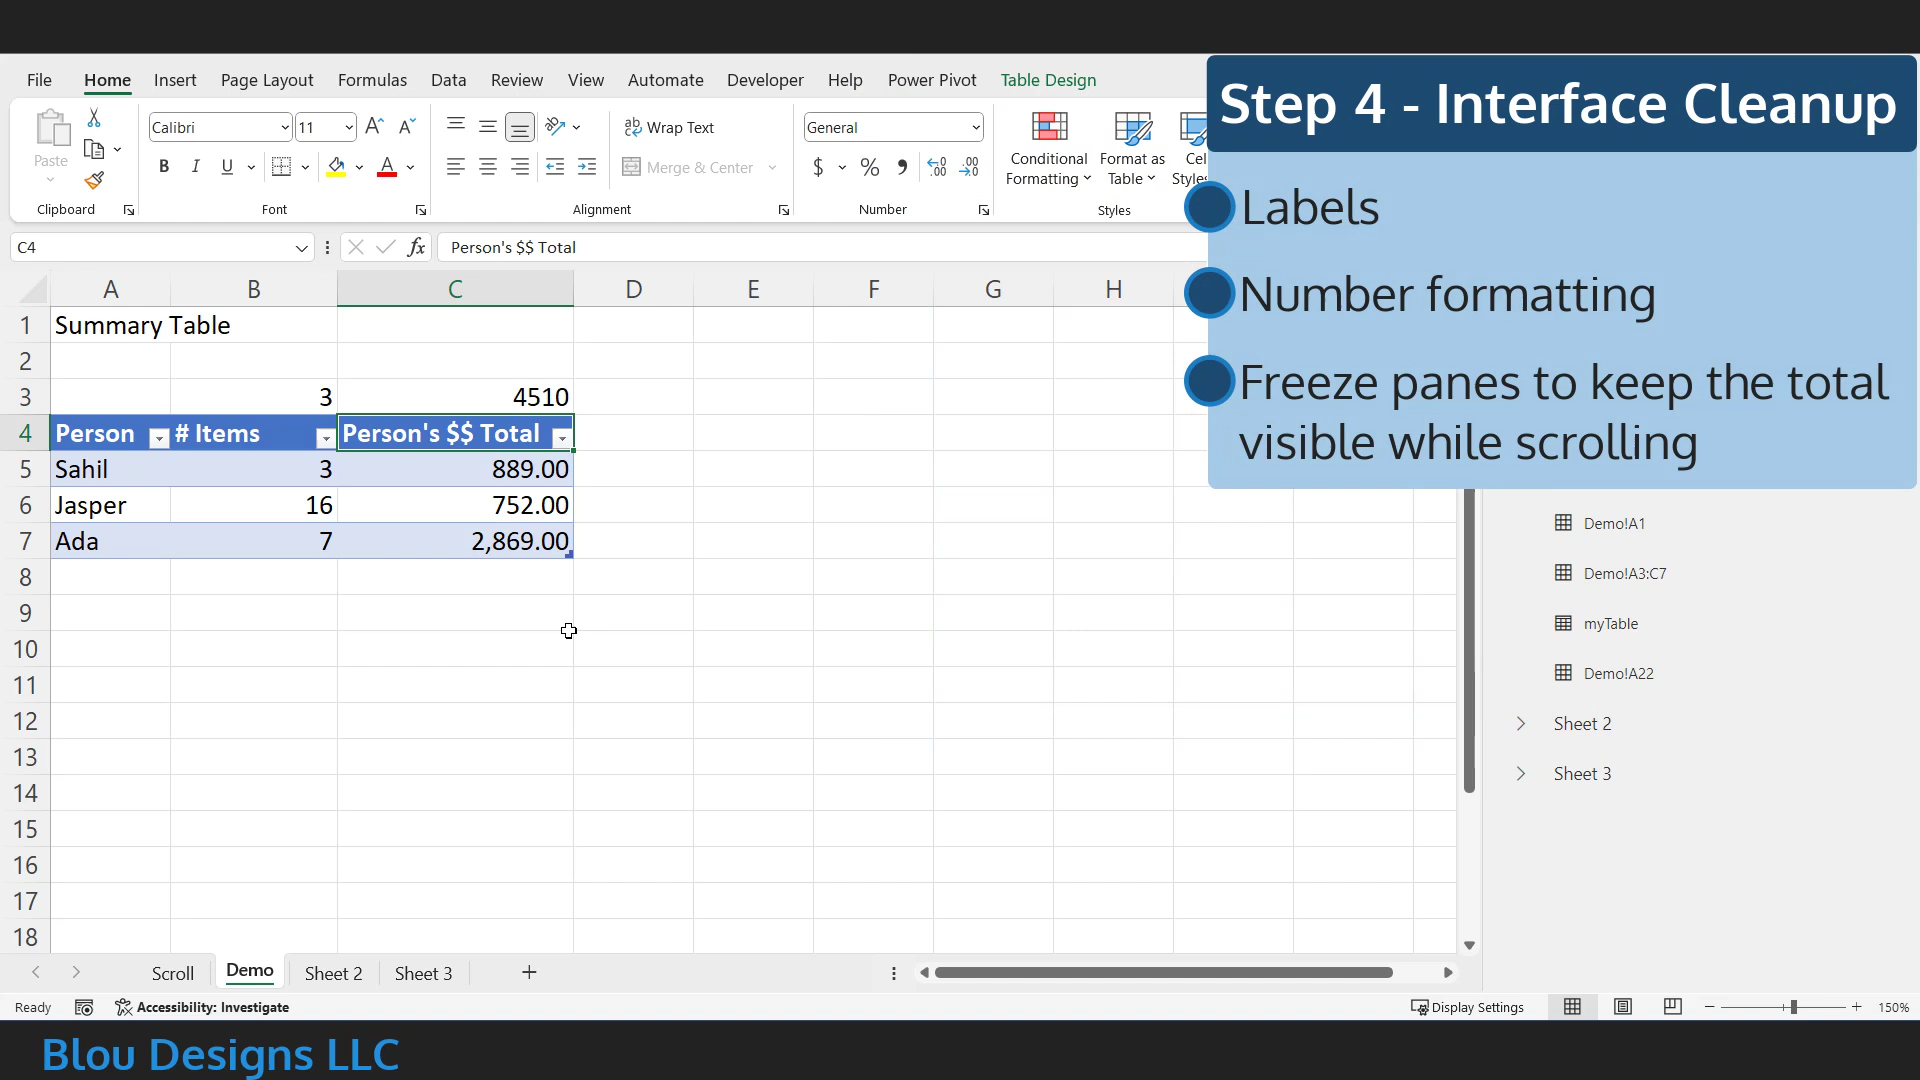 File Home Insert Page Layout Formulas Data Review View Automate Developer Help Power Pivot Table Design
Step 4 - Interface Cleanup
Labels
Number formatting
Freeze panes to keep the total
visible while scrolling
Paste
Calibri 11
Wrap Text
General
Merge & Center
Conditional
Formatting
Format as
Table
Cel
Styles
Clipboard Font Alignment Number Styles
C4 fx Person's $$ Total
A B C D E F G H
1 Summary Table
2
3 3 4510
4 Person # Items Person's $$ Total
5 Sahil 3 889.00
6 Jasper 16 752.00
7 Ada 7 2,869.00
8
9
10
11
12
13
14
15
16
17
18
Demo!A1
Demo!A3:C7
myTable
Demo!A22
Sheet 2
Sheet 3
Scroll Demo Sheet 2 Sheet 3 +
Ready Accessibility: Investigate Display Settings 150%
Blou Designs LLC